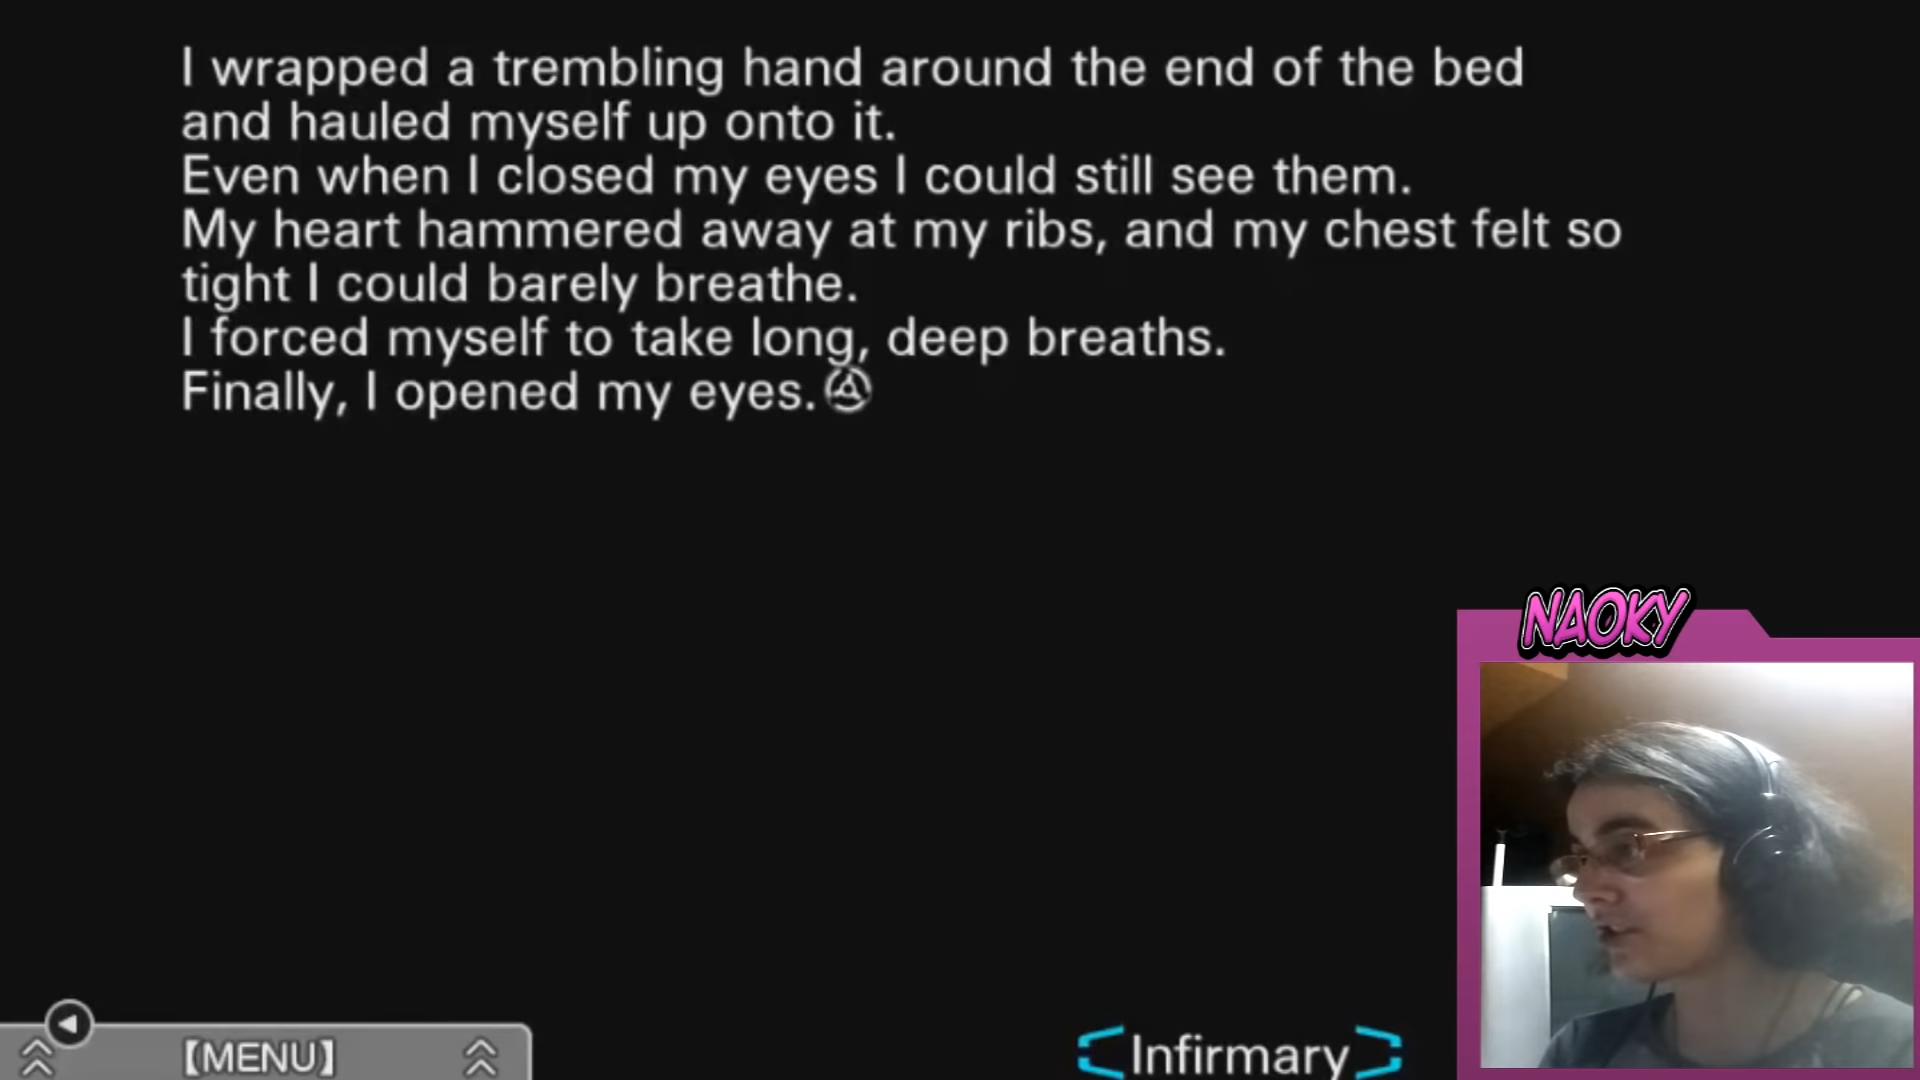 I wrapped a trembling hand around the end of the bed
and hauled myself up onto it.
Even when I closed my eyes I could still see them.
My heart hammered away at my ribs, and my chest felt so
tight I could barely breathe.
I forced myself to take long, deep breaths.
Finally, I opened my eyes.
NAOKY
【MENU】
Infirmary